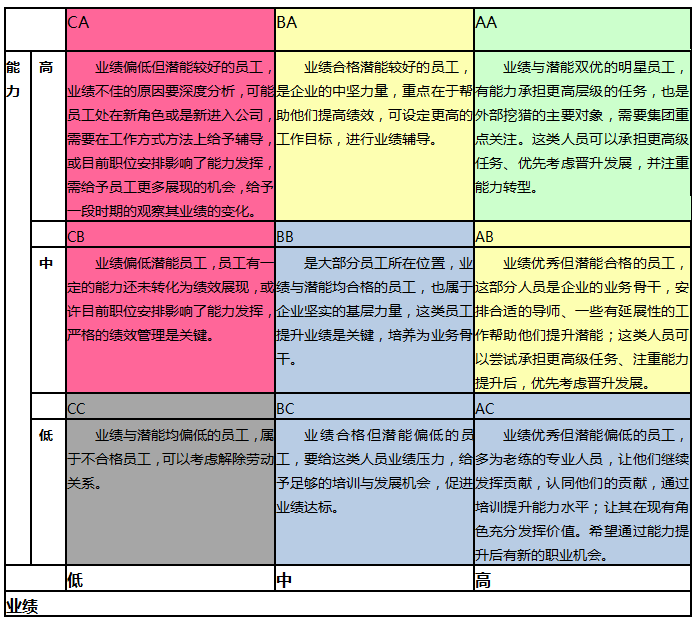 CA
BA
AA
能
力
高
业绩偏低但潜能较好的员工，
业绩不佳的原因要深度分析，可能
员工处在新角色或是新进入公司，
需要在工作方式方法上给予辅导，
或目前职位安排影响了能力发挥，
需给予员工更多展现的机会，给予
一段时期的观察其业绩的变化。
业绩合格潜能较好的员工，
是企业的中坚力量，重点在于帮
助他们提高绩效，可设定更高的
工作目标，进行业绩辅导。
业绩与潜能双优的明星员工，
有能力承担更高层级的任务，也是
外部挖猎的主要对象，需要集团重
点关注。这类人员可以承担更高级
任务、优先考虑晋升发展，并注重
能力转型。
CB
BB
AB
中
业绩偏低潜能员工，员工有一
定的能力还未转化为绩效展现，或
许目前职位安排影响了能力发挥，
严格的绩效管理是关键。
是大部分员工所在位置，业
绩与潜能均合格的员工，也属于
企业坚实的基层力量，这类员工
提升业绩是关键，培养为业务骨
干。
业绩优秀但潜能合格的员工，
这部分人员是企业的业务骨干，安
排合适的导师、一些有延展性的工
作帮助他们提升潜能；这类人员可
以尝试承担更高级任务、注重能力
提升后，优先考虑晋升发展。
CC
BC
AC
低
业绩与潜能均偏低的员工，属
于不合格员工，可以考虑解除劳动
关系。
业绩合格但潜能偏低的员
工，要给这类人员业绩压力，给
予足够的培训与发展机会，促进
业绩达标。
业绩优秀但潜能偏低的员工，
多为老练的专业人员，让他们继续
发挥贡献，认同他们的贡献，通过
培训提升能力水平；让其在现有角
色充分发挥价值。希望通过能力提
升后有新的职业机会。
低
中
高
业绩